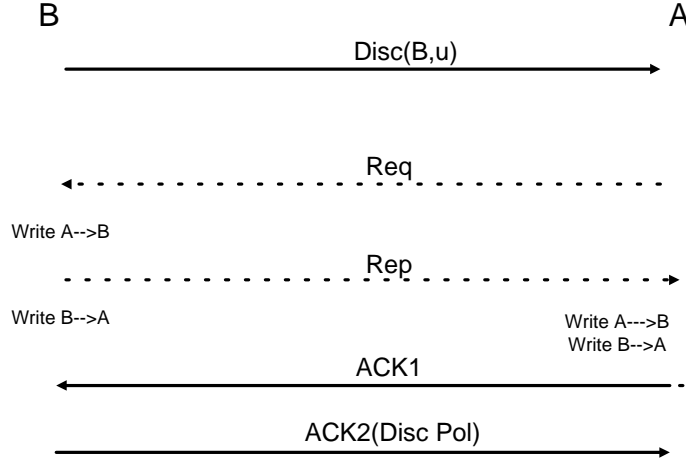 B A
Disc(B,u)
Req
Write A-->B
Rep
Write B-->A
Write A--->B
Write B-->A
ACK1
ACK2(Disc Pol)